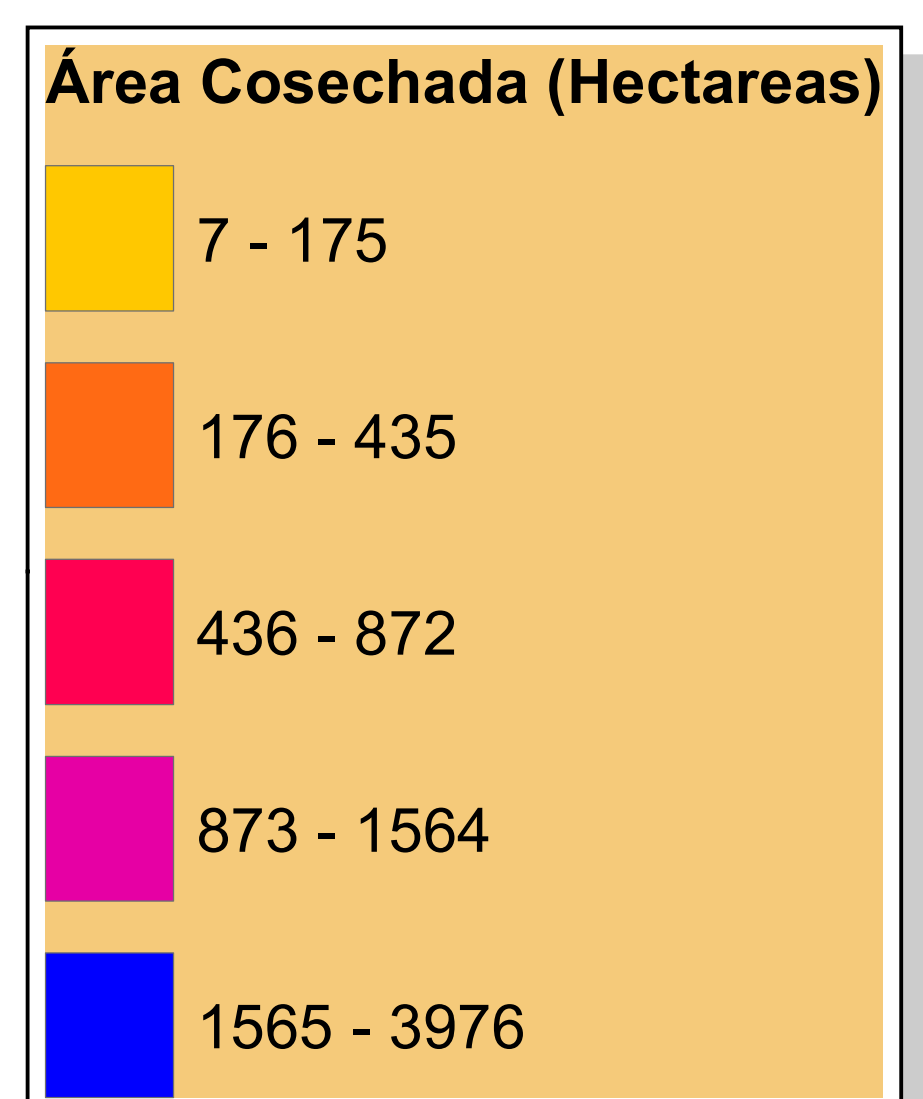 Área Cosechada (Hectareas)
7 - 175
176 - 435
436 - 872
873 - 1564
1565 - 3976